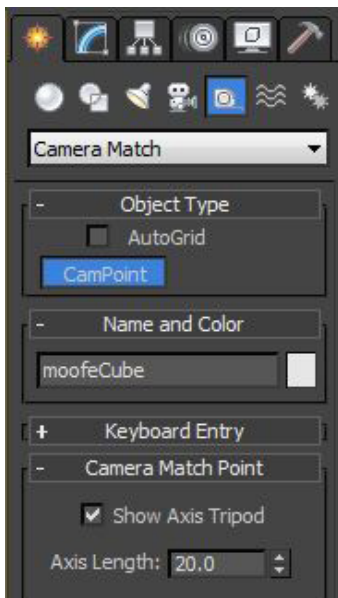 Camera Match
- Object Type
AutoGrid
CamPoint
- Name and Color
moofeCube
+ Keyboard Entry
- Camera Match Point
Show Axis Tripod
Axis Length: 20.0